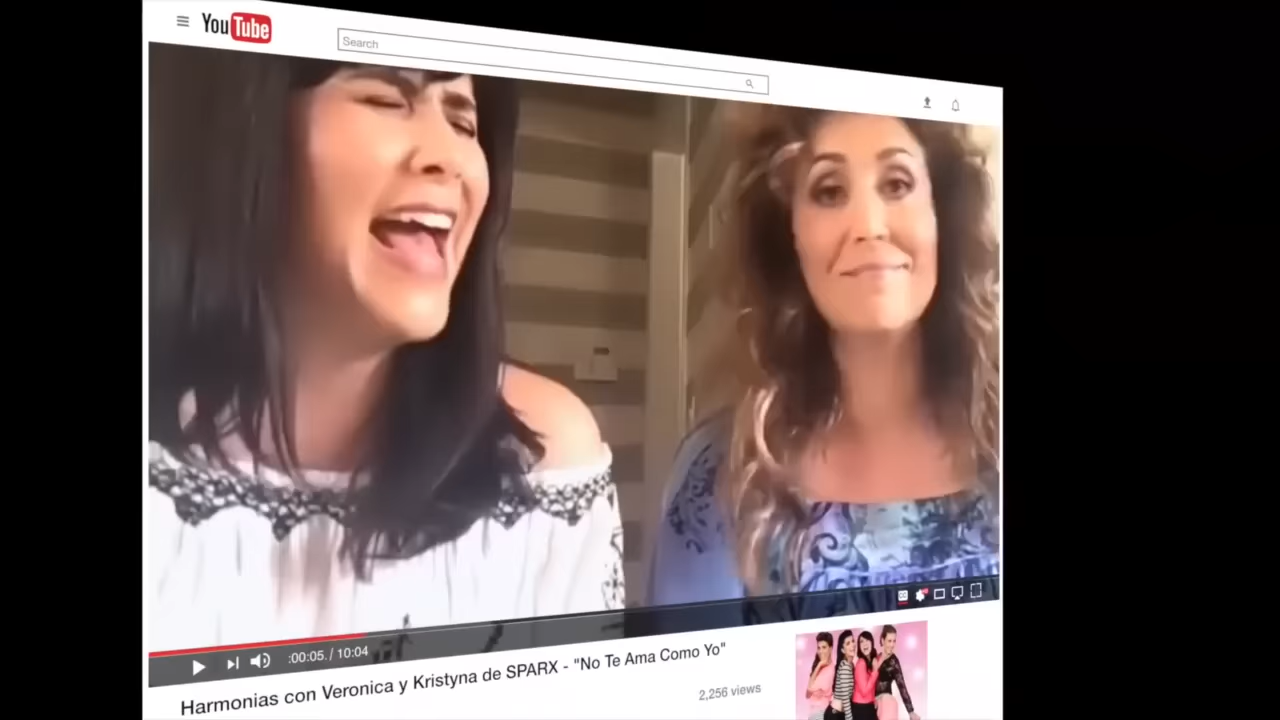 YouTube
Search
:00:05. / 10:04
Harmonias con Veronica y Kristyna de SPARX - "No Te Ama Como Yo"
2,256 views